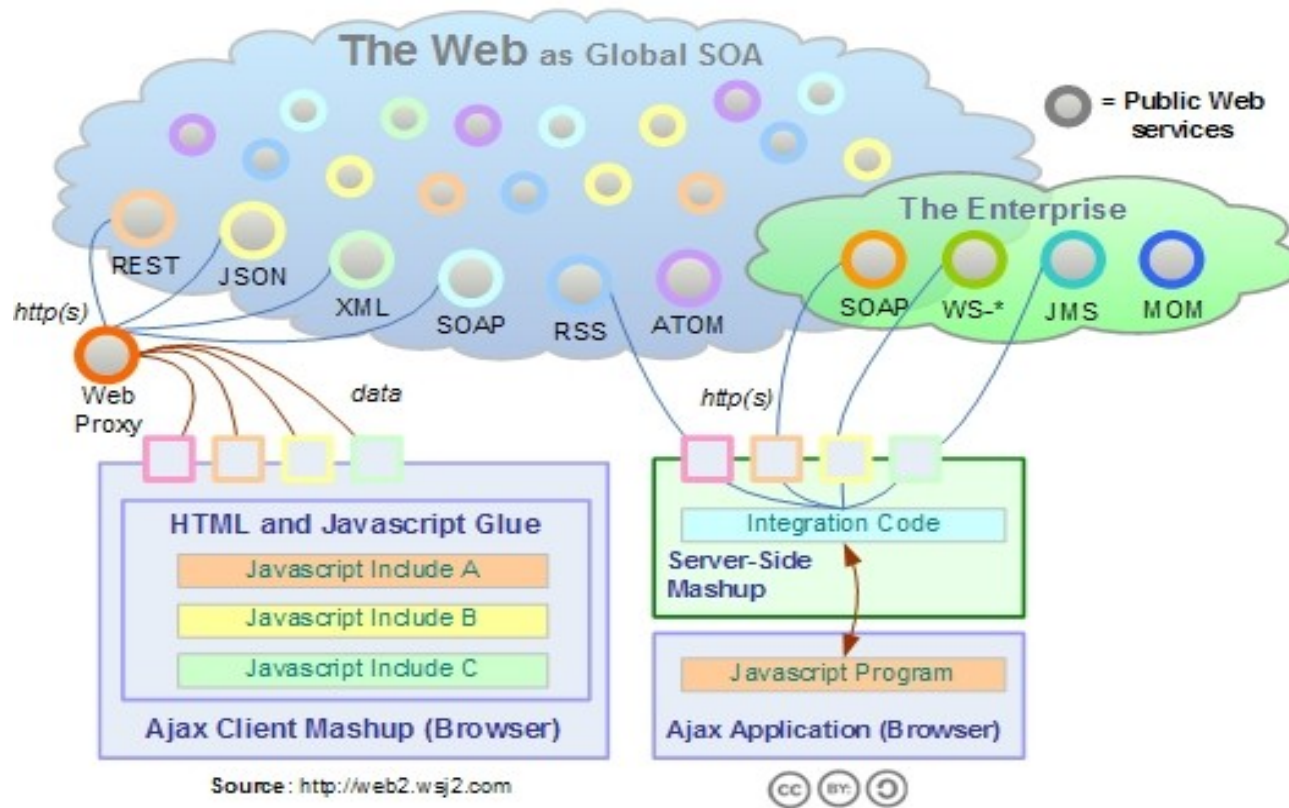 The Web as Global SOA
= Public Web
services
The Enterprise
REST
JSON
XML
SOAP
RSS
ATOM
SOAP
WS-*
JMS
MOM
http(s)
Web
Proxy
data
http(s)
HTML and Javascript Glue
Javascript Include A
Javascript Include B
Javascript Include C
Ajax Client Mashup (Browser)
Integration Code
Server-Side
Mashup
Javascript Program
Ajax Application (Browser)
Source: http://web2.wsj2.com
CC BY: